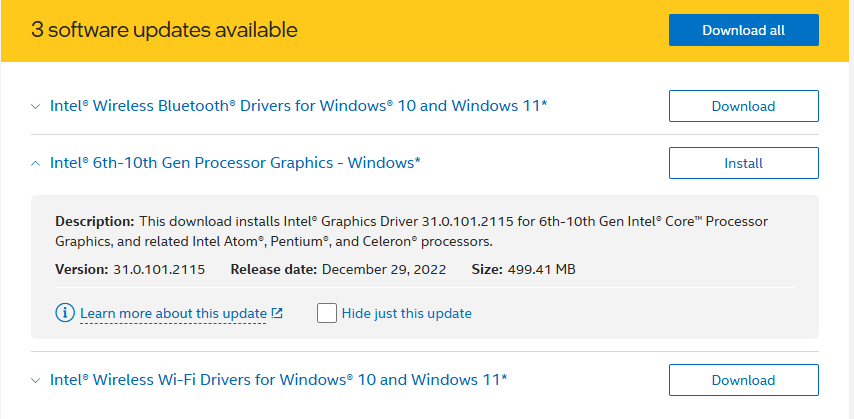 3 software updates available
Download all
Intel® Wireless Bluetooth® Drivers for Windows® 10 and Windows 11*
Download
Intel® 6th-10th Gen Processor Graphics - Windows*
Install
Description: This download installs Intel® Graphics Driver 31.0.101.2115 for 6th-10th Gen Intel® Core™ Processor
Graphics, and related Intel Atom®, Pentium®, and Celeron® processors.
Version: 31.0.101.2115 Release date: December 29, 2022 Size: 499.41 MB
Learn more about this update
Hide just this update
Intel® Wireless Wi-Fi Drivers for Windows® 10 and Windows 11*
Download